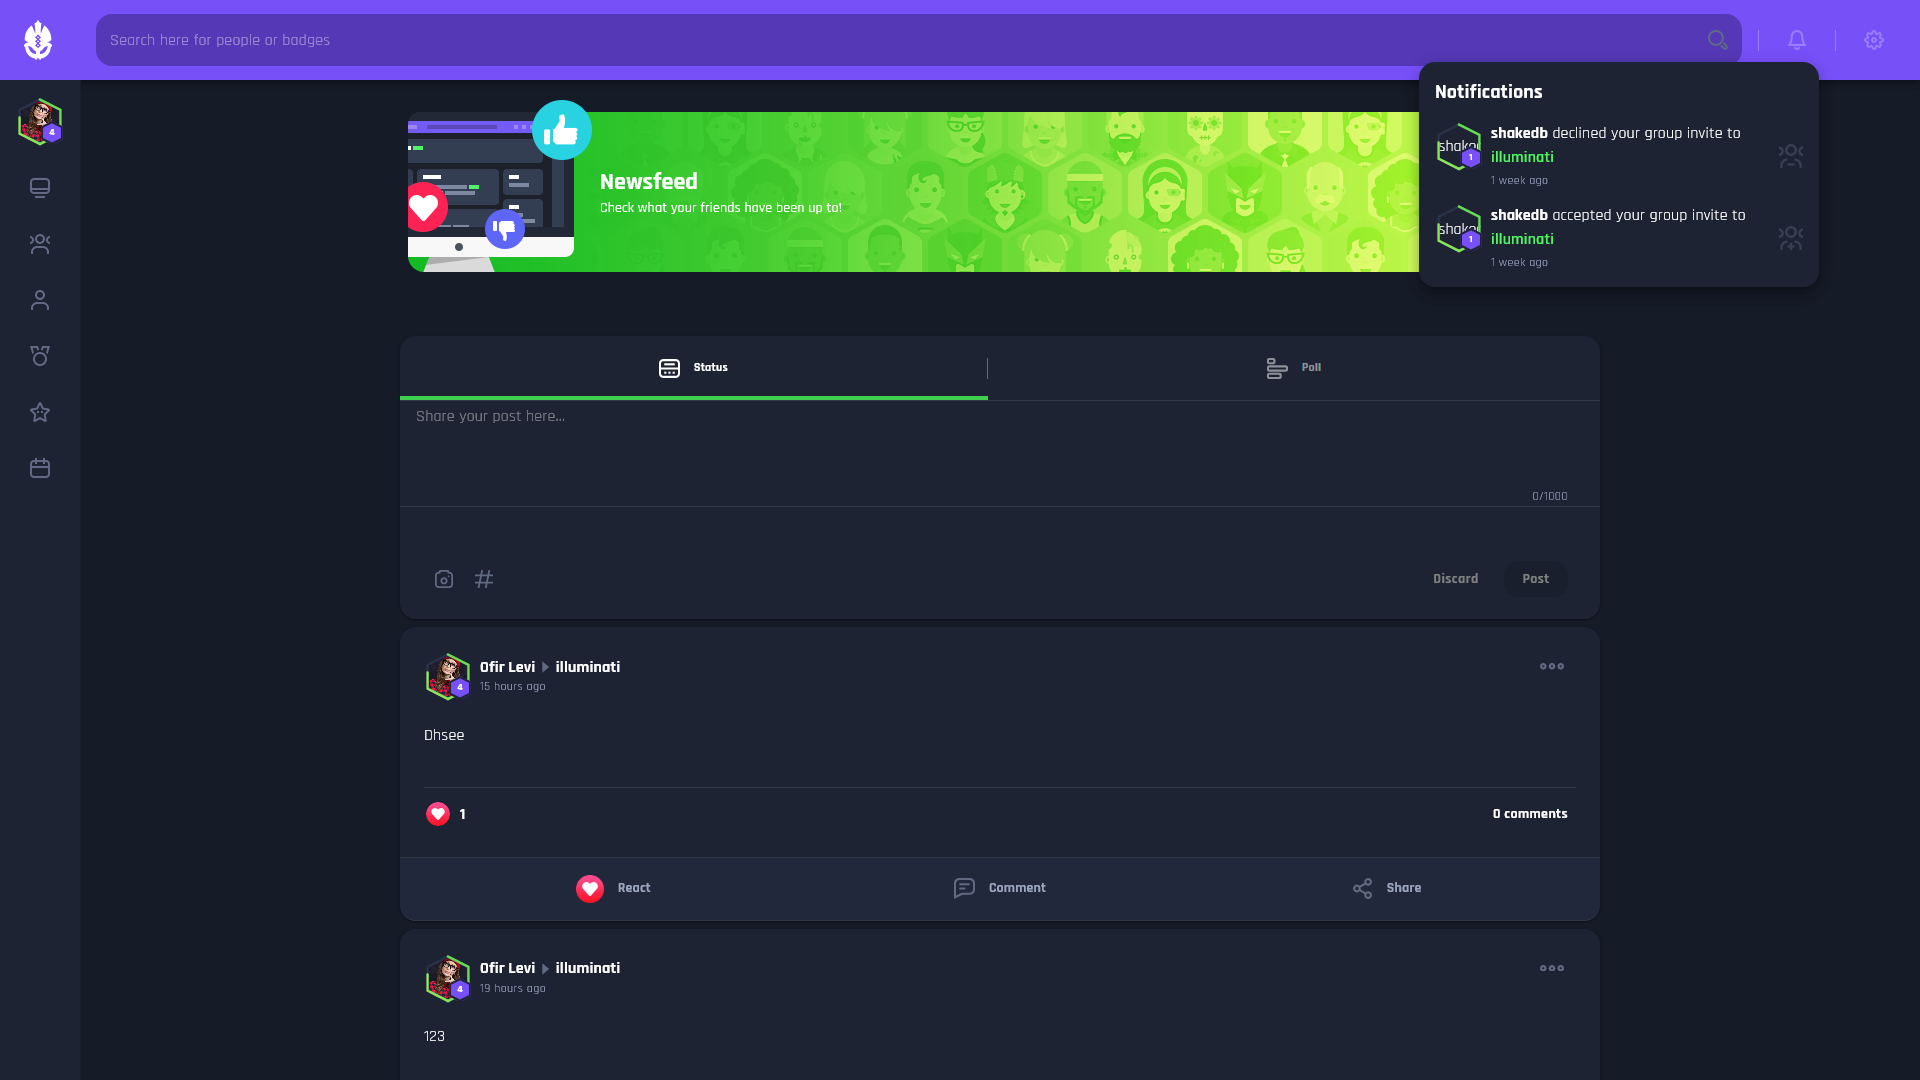 Search here for people or badges
Notifications
shakedb declined your group invite to
illuminati
1 week ago
shakedb accepted your group invite to
illuminati
1 week ago
4
Newsfeed
Check what your friends have been up to!
Status
Poll
Share your post here...
0/1000
Discard
Post
4
Ofir Levi illuminati
15 hours ago
Dhsee
1
0 comments
React
Comment
Share
4
Ofir Levi illuminati
19 hours ago
123